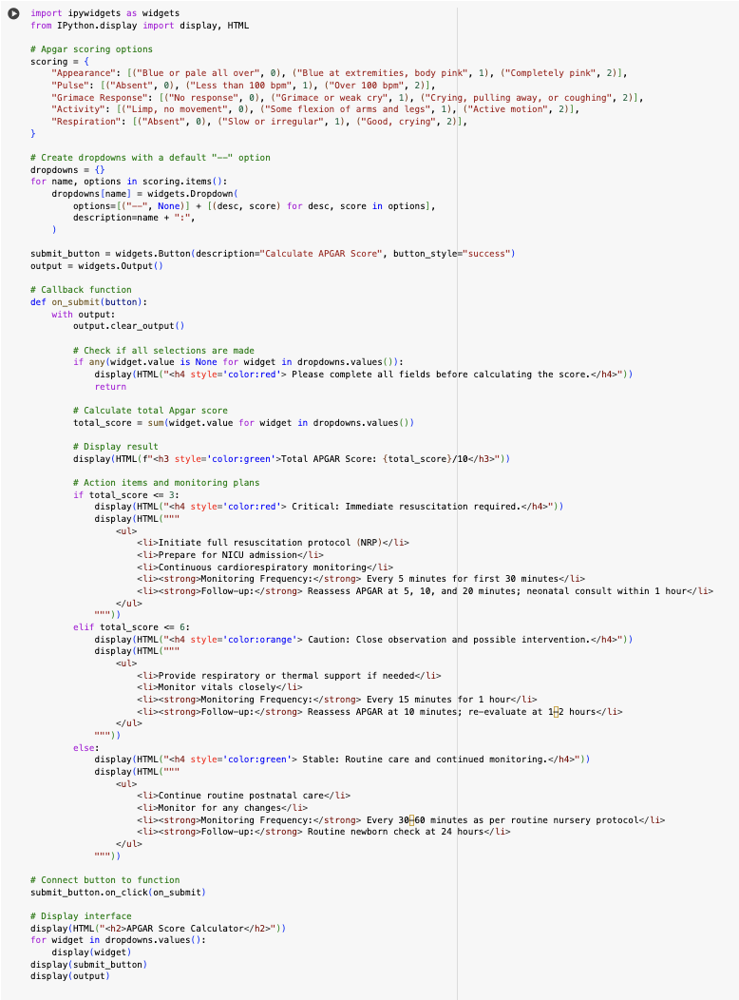 import ipywidgets as widgets
from IPython.display import display, HTML

# Apgar scoring options
scoring = {
    "Appearance": [("Blue or pale all over", 0), ("Blue at extremities, body pink", 1), ("Completely pink", 2)],
    "Pulse": [("Absent", 0), ("Less than 100 bpm", 1), ("Over 100 bpm", 2)],
    "Grimace Response": [("No response", 0), ("Grimace or weak cry", 1), ("Crying, pulling away, or coughing", 2)],
    "Activity": [("Limp, no movement", 0), ("Some flexion of arms and legs", 1), ("Active motion", 2)],
    "Respiration": [("Absent", 0), ("Slow or irregular", 1), ("Good, crying", 2)],
}

# Create dropdowns with a default "--" option
dropdowns = {}
for name, options in scoring.items():
    dropdowns[name] = widgets.Dropdown(
        options=[("--", None)] + [(desc, score) for desc, score in options],
        description=name + ":",
    )

submit_button = widgets.Button(description="Calculate APGAR Score", button_style="success")
output = widgets.Output()

# Callback function
def on_submit(button):
    with output:
        output.clear_output()

        # Check if all selections are made
        if any(widget.value is None for widget in dropdowns.values()):
            display(HTML("<h4 style='color:red'> Please complete all fields before calculating the score.</h4>"))
            return

        # Calculate total Apgar score
        total_score = sum(widget.value for widget in dropdowns.values())

        # Display result
        display(HTML(f"<h3 style='color:green'>Total APGAR Score: {total_score}/10</h3>"))

        # Action items and monitoring plans
        if total_score <= 3:
            display(HTML("<h4 style='color:red'> Critical: Immediate resuscitation required.</h4>"))
            display(HTML("""
                <ul>
                    <li>Initiate full resuscitation protocol (NRP)</li>
                    <li>Prepare for NICU admission</li>
                    <li>Continuous cardiorespiratory monitoring</li>
                    <li><strong>Monitoring Frequency:</strong> Every 5 minutes for first 30 minutes</li>
                    <li><strong>Follow-up:</strong> Reassess APGAR at 5, 10, and 20 minutes; neonatal consult within 1 hour</li>
                </ul>
            """))
        elif total_score <= 6:
            display(HTML("<h4 style='color:orange'> Caution: Close observation and possible intervention.</h4>"))
            display(HTML("""
                <ul>
                    <li>Provide respiratory or thermal support if needed</li>
                    <li>Monitor vitals closely</li>
                    <li><strong>Monitoring Frequency:</strong> Every 15 minutes for 1 hour</li>
                    <li><strong>Follow-up:</strong> Reassess APGAR at 10 minutes; re-evaluate at 1–2 hours</li>
                </ul>
            """))
        else:
            display(HTML("<h4 style='color:green'> Stable: Routine care and continued monitoring.</h4>"))
            display(HTML("""
                <ul>
                    <li>Continue routine postnatal care</li>
                    <li>Monitor for any changes</li>
                    <li><strong>Monitoring Frequency:</strong> Every 30–60 minutes as per routine nursery protocol</li>
                    <li><strong>Follow-up:</strong> Routine newborn check at 24 hours</li>
                </ul>
            """))

# Connect button to function
submit_button.on_click(on_submit)

# Display interface
display(HTML("<h2>APGAR Score Calculator</h2>"))
for widget in dropdowns.values():
    display(widget)
display(submit_button)
display(output)